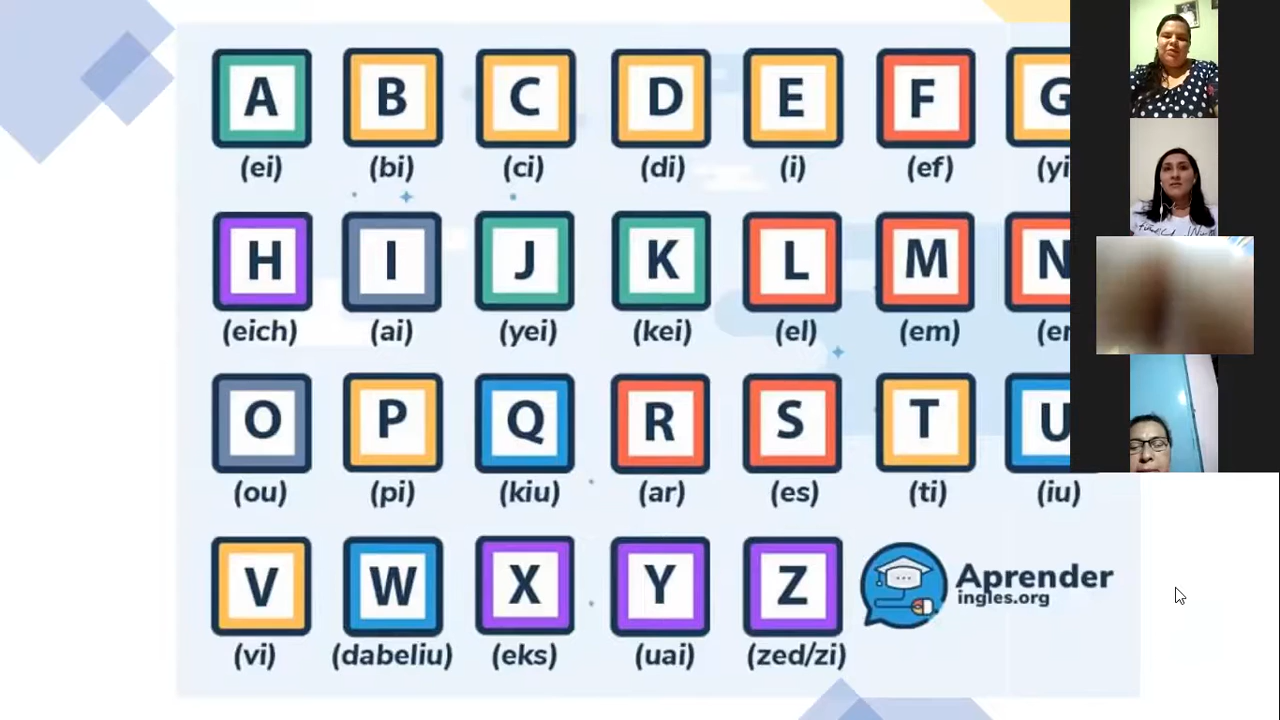 A B C D E F G
(ei) (bi) (ci) (di) (i) (ef) (yi
H I J K L M N
(eich) (ai) (yei) (kei) (el) (em)
O P Q R S T U
(ou) (pi) (kiu) (ar) (es) (ti) (iu)
V W X Y Z
(vi) (dabeliu) (eks) (uai) (zed/zi)
Aprender
ingles.org